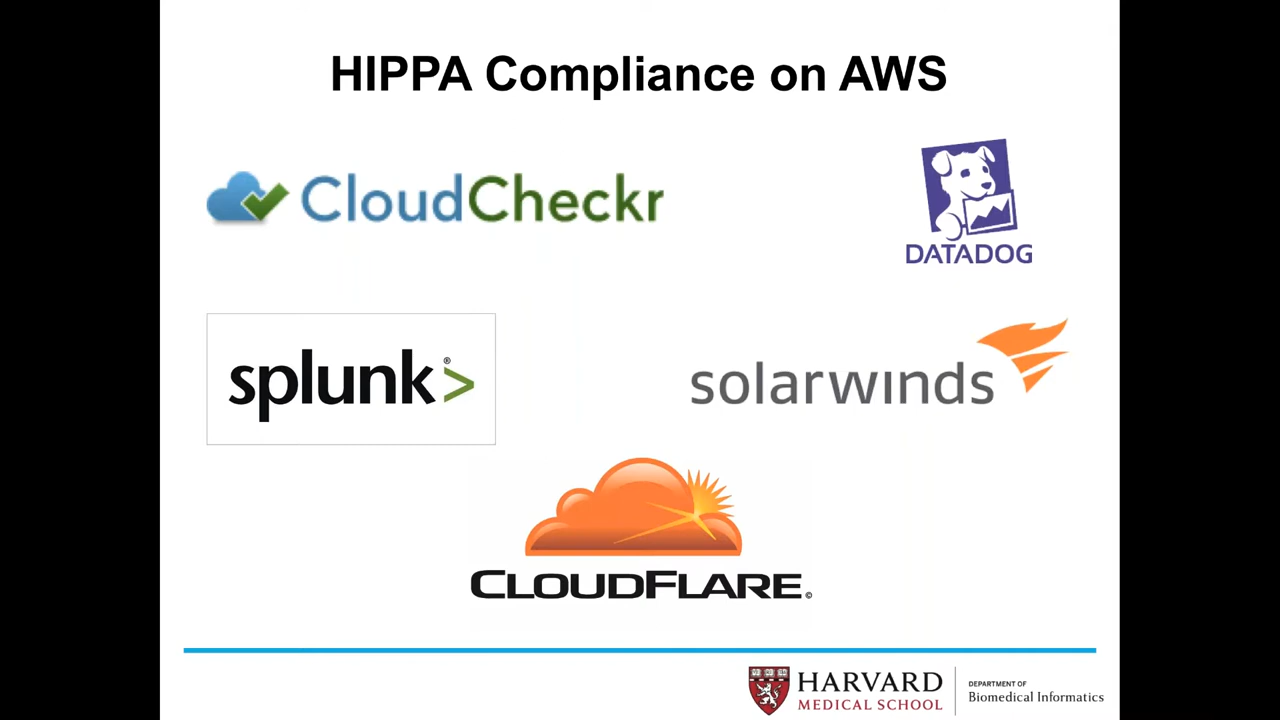 HIPPA Compliance on AWS
CloudCheckr
DATADOG
splunk®>
solarwinds
CLOUDFLARE©
HARVARD
MEDICAL SCHOOL
DEPARTMENT OF
Biomedical Informatics